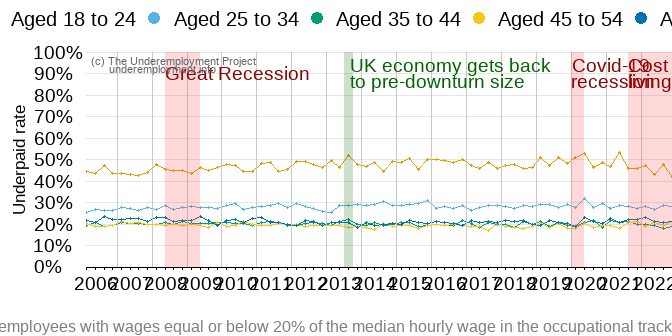 Aged 18 to 24 Aged 25 to 34 Aged 35 to 44 Aged 45 to 54 A
100%
90%
80%
70%
60%
50%
40%
30%
20%
10%
0%
Underpaid rate
(c) The Underemployment Project
underemployment.info
Great Recession
UK economy gets back
to pre-downturn size
Covid-19
recession
Cost
living
2006 2007 2008 2009 2010 2011 2012 2013 2014 2015 2016 2017 2018 2019 2020 2021 2022
employees with wages equal or below 20% of the median hourly wage in the occupational track